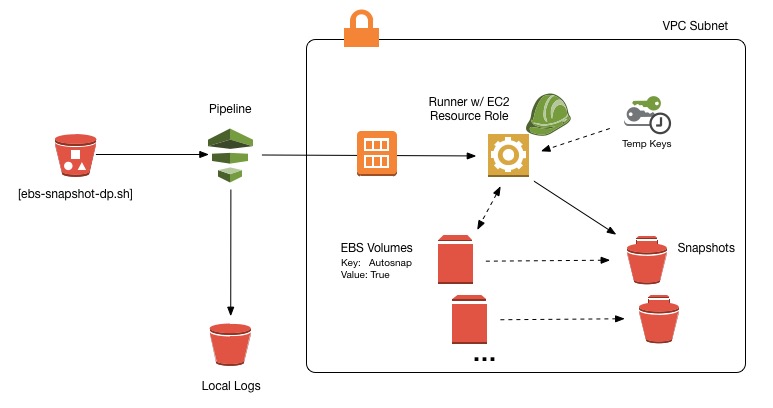 VPC Subnet
Pipeline
Runner w/ EC2
Resource Role
Temp Keys
[ebs-snapshot-dp.sh]
EBS Volumes
Key: Autosnap
Value: True
Snapshots
...
Local Logs